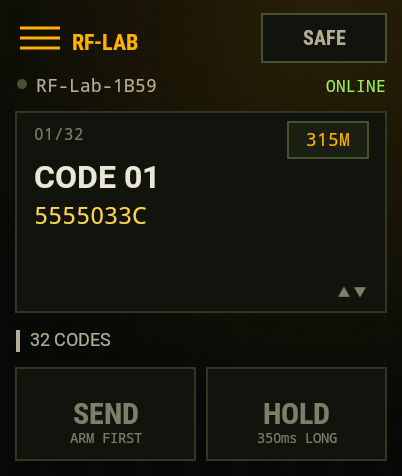 RF-LAB
SAFE
RF-Lab-1B59
ONLINE
01/32
315M
CODE 01
5555033C
▲▼
32 CODES
SEND
ARM FIRST
HOLD
350ms LONG